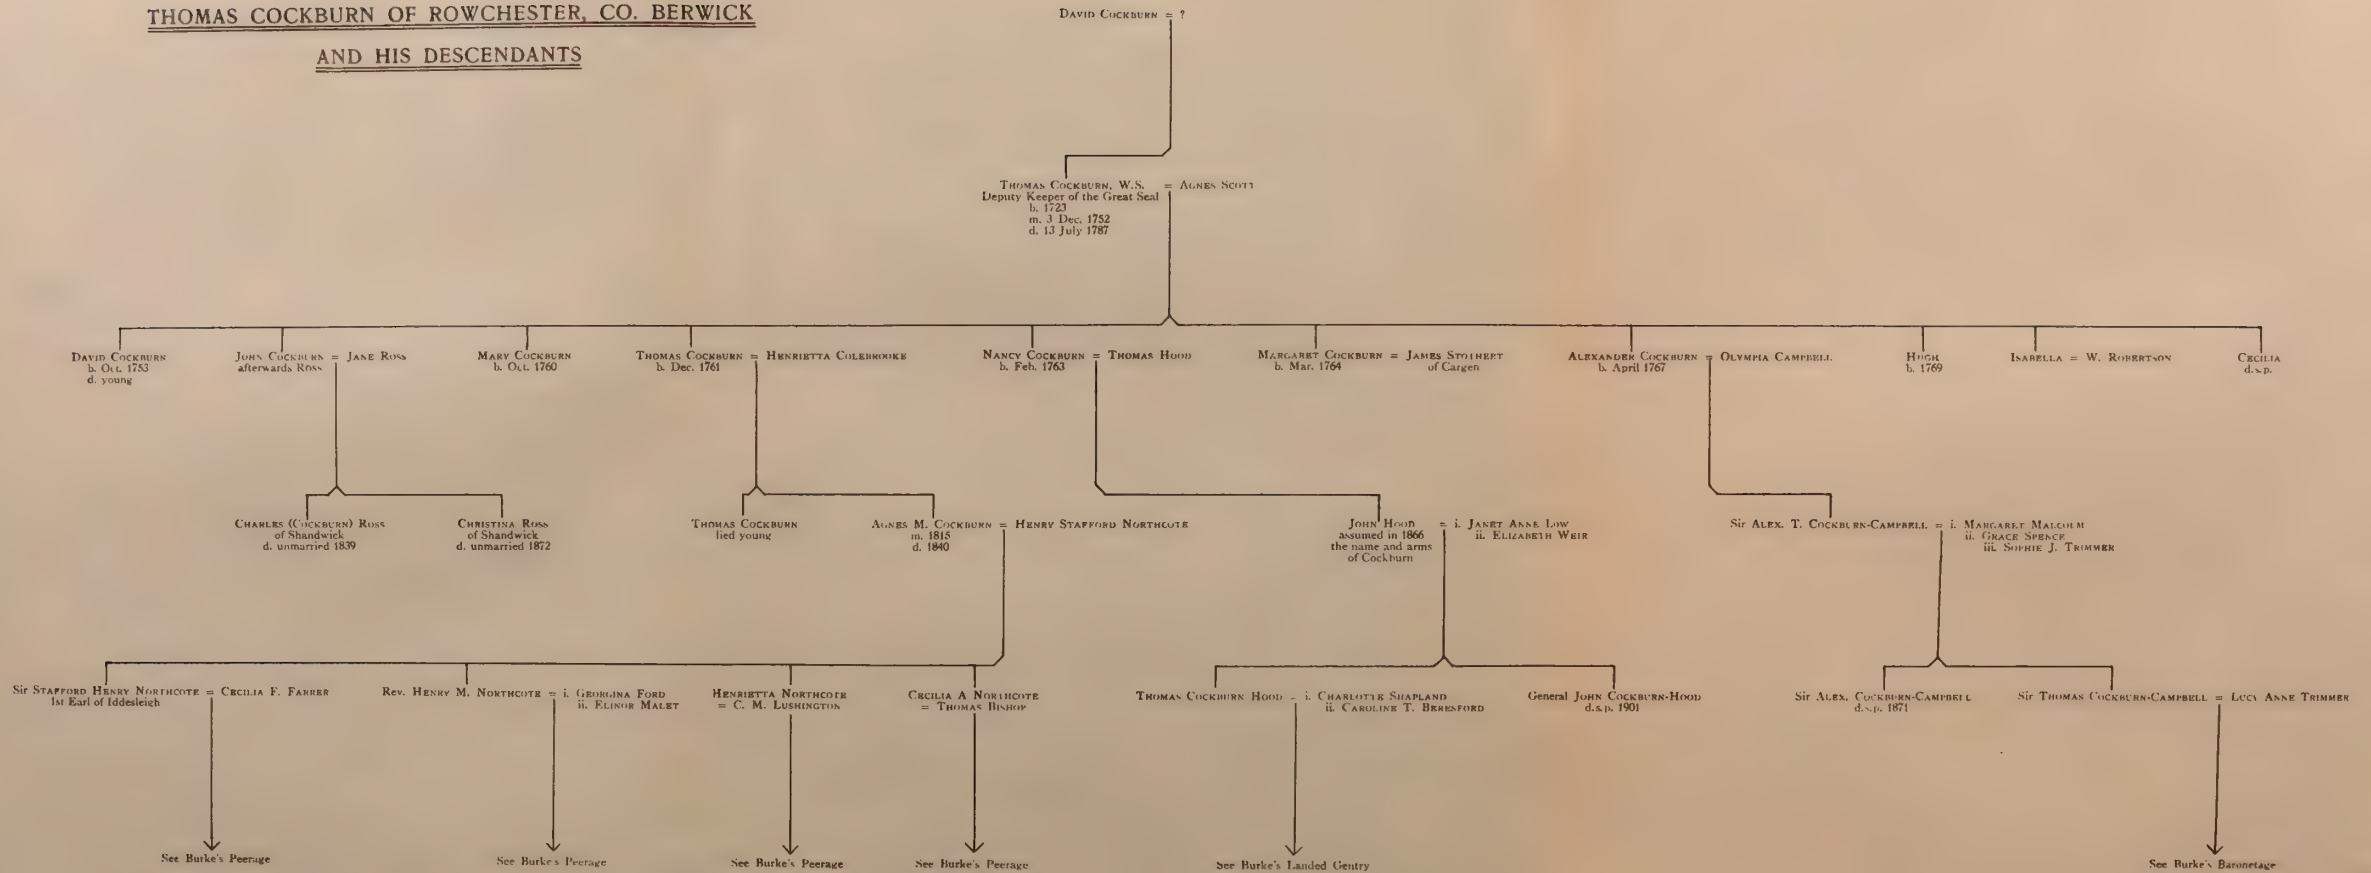 THOMAS COCKBURN OF ROWCHESTER, CO. BERWICK
AND HIS DESCENDANTS
DAVID COCKBURN = ?
THOMAS COCKBURN, W.S. = AGNES SCOTT
Deputy Keeper of the Great Seal
b. 1723
m. 3 Dec. 1752
d. 13 July 1787
DAVID COCKBURN
b. Oct. 1753
d. young
JOHN COCKBURN = JANE ROSS
afterwards Ross
MARY COCKBURN
b. Oct. 1760
THOMAS COCKBURN = HENRIETTA COLEBROOKE
b. Dec. 1761
NANCY COCKBURN = THOMAS HOOD
b. Feb. 1763
MARGARET COCKBURN = JAMES STOTHERT
b. Mar. 1764 of Cargen
ALEXANDER COCKBURN = OLYMPIA CAMPBELL
b. April 1767
HUGH
b. 1769
ISABELLA = W. ROBERTSON
CECILIA
d.s.p.
CHARLES (COCKBURN) ROSS
of Shandwick
d. unmarried 1839
CHRISTINA ROSS
of Shandwick
d. unmarried 1872
THOMAS COCKBURN
lied young
AGNES M. COCKBURN = HENRY STAFFORD NORTHCOTE
m. 1815
d. 1840
JOHN HOOD = i. JANET ANNE LOW
assumed in 1866 ii. ELIZABETH WEIR
the name and arms
of Cockburn
Sir ALEX. T. COCKBURN-CAMPBELL = i. MARGARET MALCOLM
ii. GRACE SPENCE
iii. SOPHIE J. TRIMMER
Sir STAFFORD HENRY NORTHCOTE = CECILIA F. FARRER
1st Earl of Iddesleigh
Rev. HENRY M. NORTHCOTE = i. GEORGINA FORD
ii. ELINOR MALET
HENRIETTA NORTHCOTE
= C. M. LUSHINGTON
CECILIA A NORTHCOTE
= THOMAS BISHOP
THOMAS COCKBURN HOOD = i. CHARLOTTE SHAPLAND
ii. CAROLINE T. BERESFORD
General JOHN COCKBURN-HOOD
d.s.p. 1901
Sir ALEX. COCKBURN-CAMPBELL
d.s.p. 1871
Sir THOMAS COCKBURN-CAMPBELL = LUCY ANNE TRIMMER
See Burke's Peerage
See Burke's Peerage
See Burke's Peerage
See Burke's Peerage
See Burke's Landed Gentry
See Burke's Baronetage